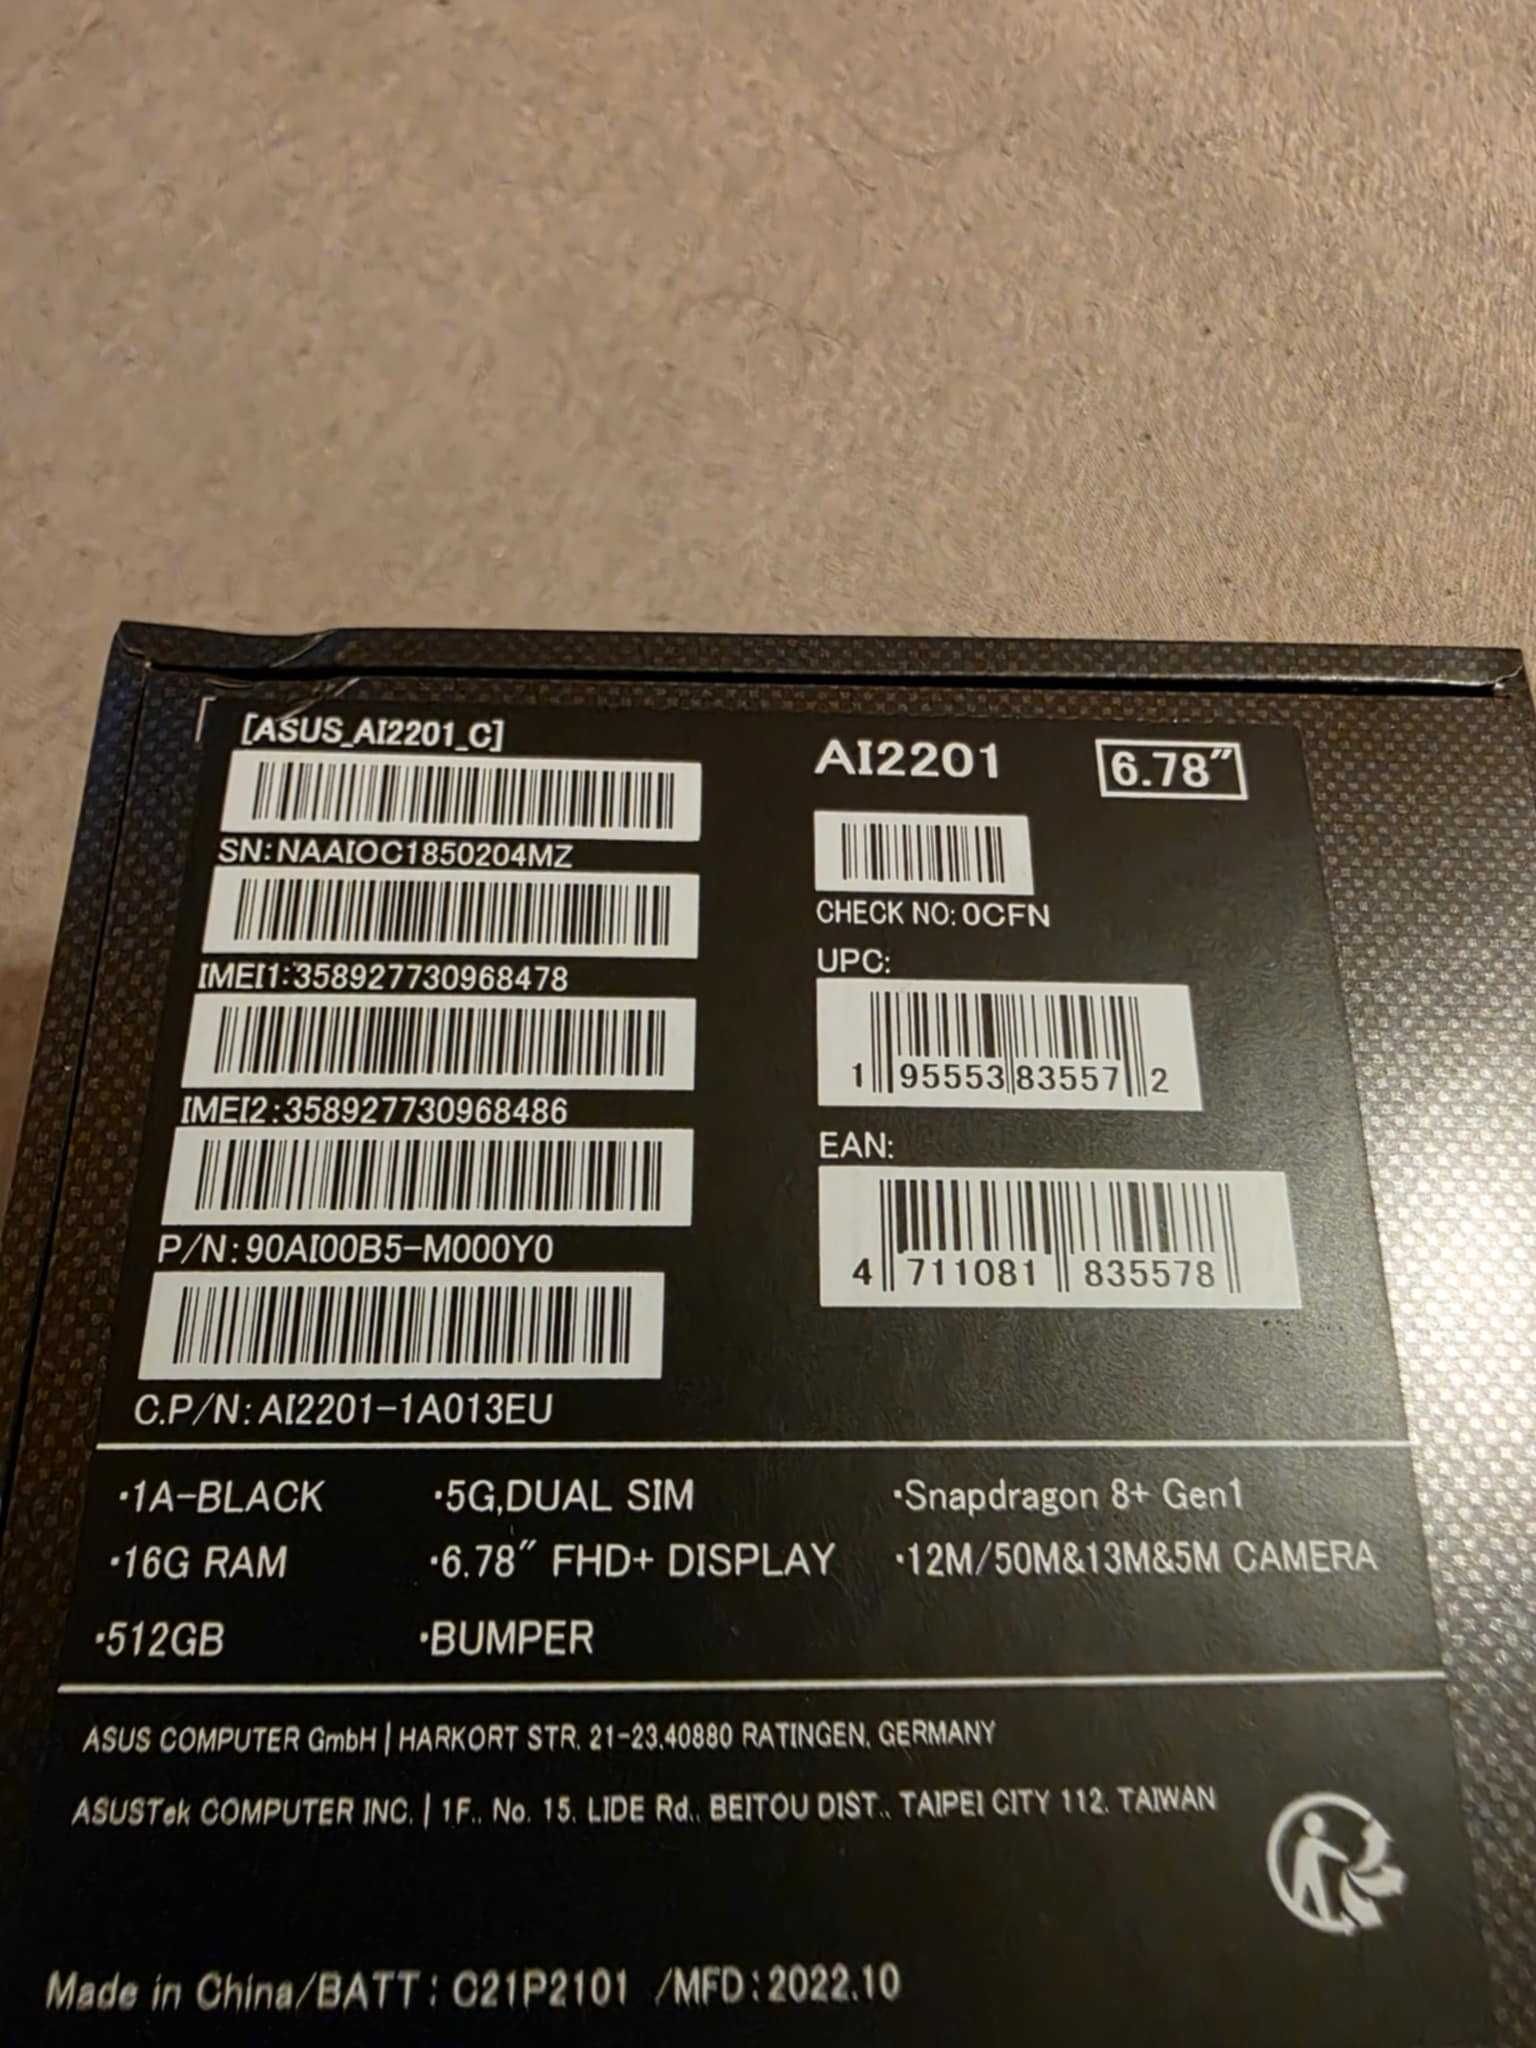 [ASUS_AI2201_C]
SN:NAAIOC1850204MZ
IMEI1:358927730968478
IMEI2:358927730968486
P/N:90AI00B5-M000Y0
C.P/N:AI2201-1A013EU
AI2201
6.78"
CHECK NO:0CFN
UPC:
1 95553 83557 2
EAN:
4 711081 835578
·1A-BLACK ·5G,DUAL SIM ·Snapdragon 8+ Gen1
·16G RAM ·6.78" FHD+ DISPLAY ·12M/50M&13M&5M CAMERA
·512GB ·BUMPER
ASUS COMPUTER GmbH | HARKORT STR. 21-23,40880 RATINGEN, GERMANY
ASUSTek COMPUTER INC. | 1F., No. 15, LIDE Rd., BEITOU DIST., TAIPEI CITY 112, TAIWAN
Made in China/BATT: C21P2101 /MFD:2022.10